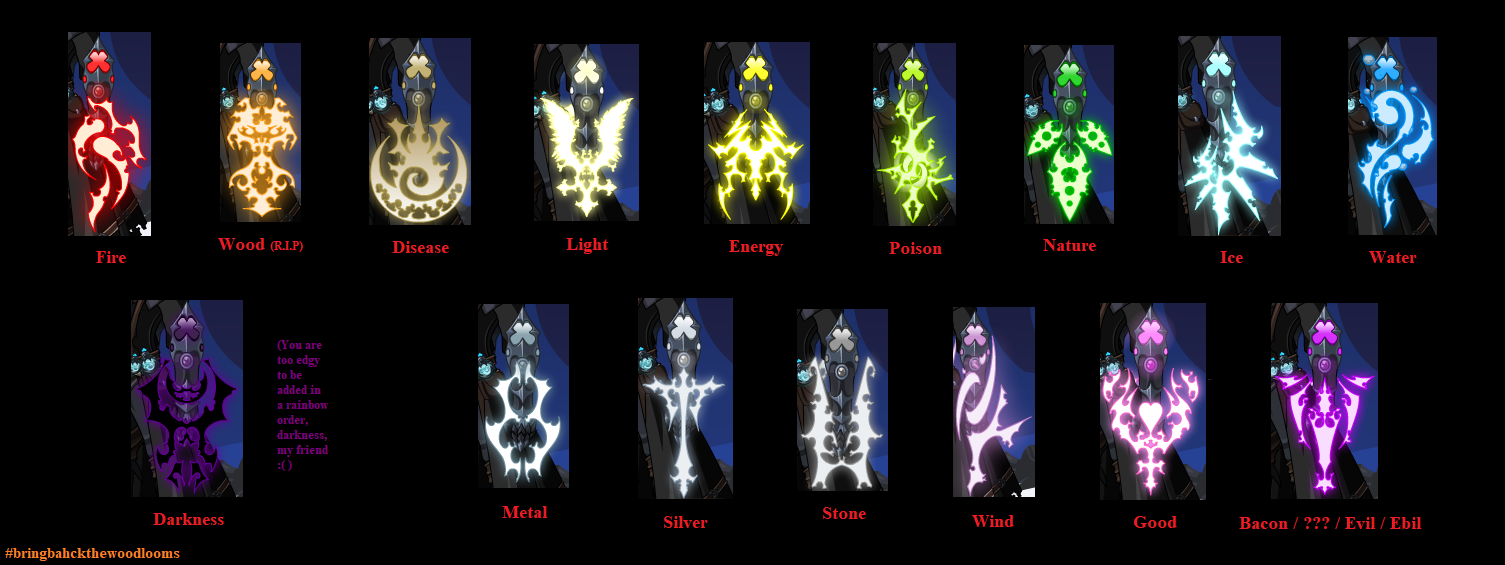 Fire
Wood (R.I.P)
Disease
Light
Energy
Poison
Nature
Ice
Water
Darkness
(You are
too edgy
to be
added in
a rainbow
order,
darkness,
my friend
:( )
Metal
Silver
Stone
Wind
Good
Bacon / ??? / Evil / Ebil
#bringbahckthewoodlooms